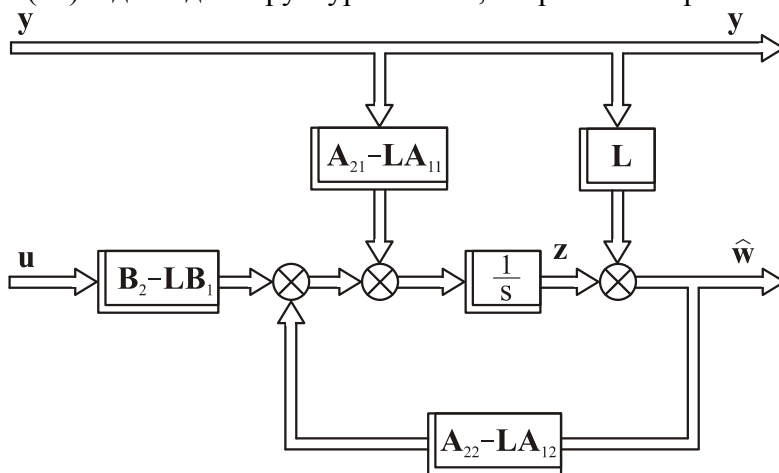 y y
A₂₁–LA₁₁ L
u B₂–LB₁ 1/s z ŵ
A₂₂–LA₁₂